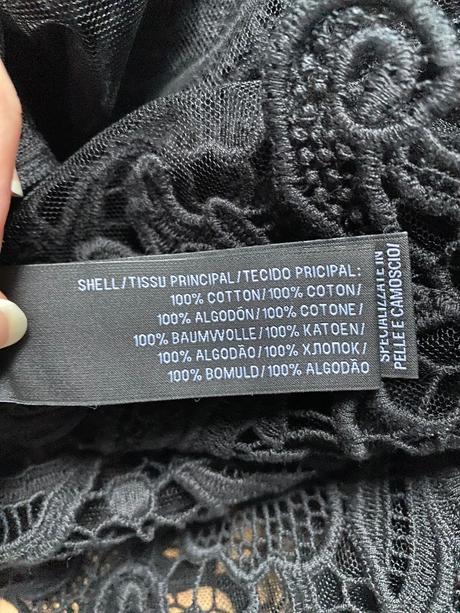 SHELL/TISSU PRINCIPAL/TECIDO PRICIPAL:
100% COTTON/100% COTON/
100% ALGODÓN/100% COTONE/
100% BAUMWOLLE/100% KATOEN/
100% ALGODÃO/100% ХЛОПОК/
100% BOMULD/100% ALGODÃO
SPECIALIZZATE IN
PELLE E CAMOSCIO/